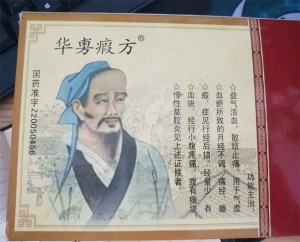 华䒟瘕方®
国药准字Z20050456
功能主治:
☆益气活血,散结止痛。用于气虚
☆血瘀所致的月经不调,痛经,癥
☆瘕,症见行经后错,经量少,有
☆血块,经行小腹疼痛,腹有癥块
☆慢性盆腔炎见上述证候者。